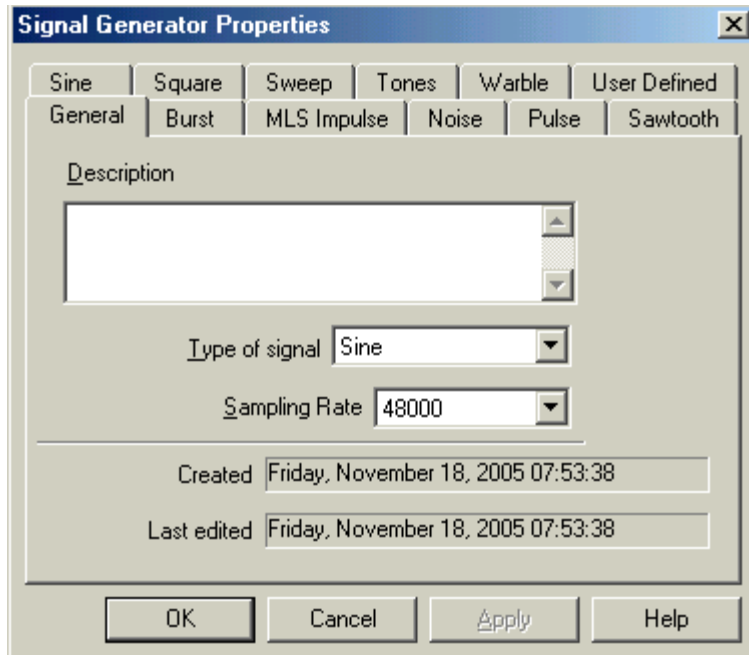 Signal Generator Properties
Sine Square Sweep Tones Warble User Defined
General Burst MLS Impulse Noise Pulse Sawtooth
Description
Type of signal Sine
Sampling Rate 48000
Created Friday, November 18, 2005 07:53:38
Last edited Friday, November 18, 2005 07:53:38
OK Cancel Apply Help